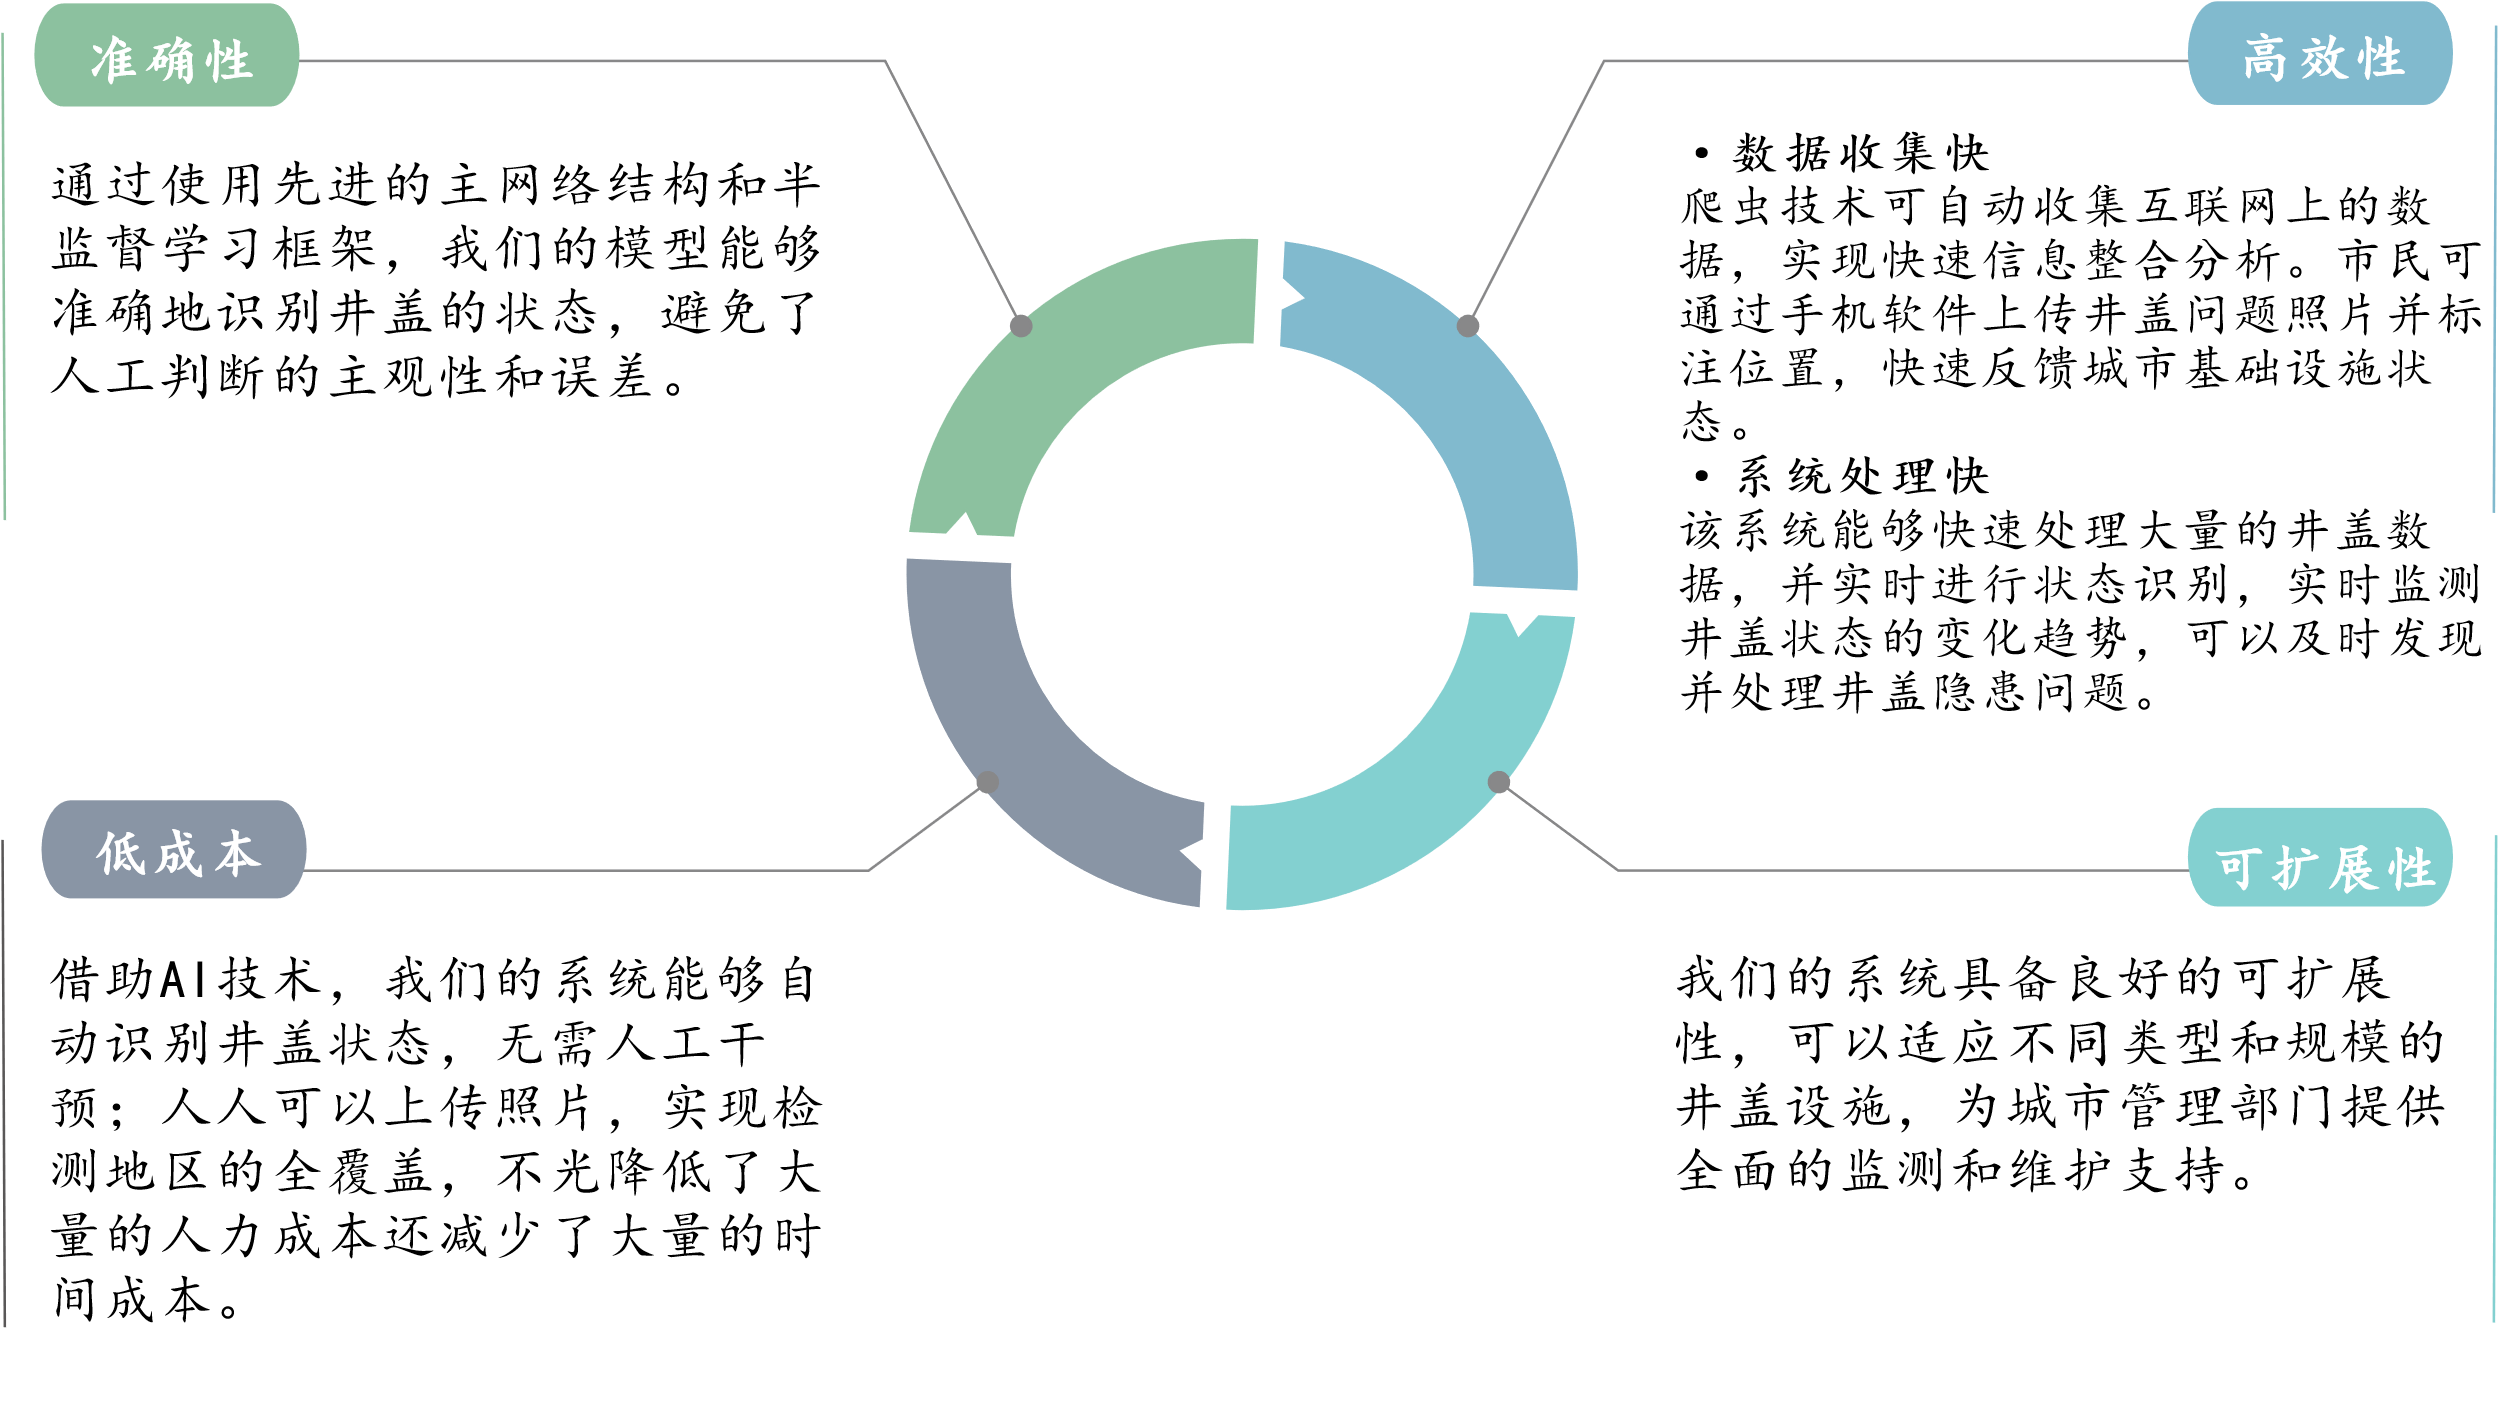 准确性
通过使用先进的主网络结构和半
监督学习框架，我们的模型能够
准确地识别井盖的状态，避免了
人工判断的主观性和误差。
高效性
• 数据收集快
爬虫技术可自动收集互联网上的数
据，实现快速信息整合分析。市民可
通过手机软件上传井盖问题照片并标
注位置，快速反馈城市基础设施状
态。
• 系统处理快
该系统能够快速处理大量的井盖数
据，并实时进行状态识别，实时监测
井盖状态的变化趋势，可以及时发现
并处理井盖隐患问题。
低成本
借助AI技术，我们的系统能够自
动识别井盖状态，无需人工干
预；人人可以上传照片，实现检
测地区的全覆盖，不光降低了大
量的人力成本还减少了大量的时
间成本。
可扩展性
我们的系统具备良好的可扩展
性，可以适应不同类型和规模的
井盖设施，为城市管理部门提供
全面的监测和维护支持。